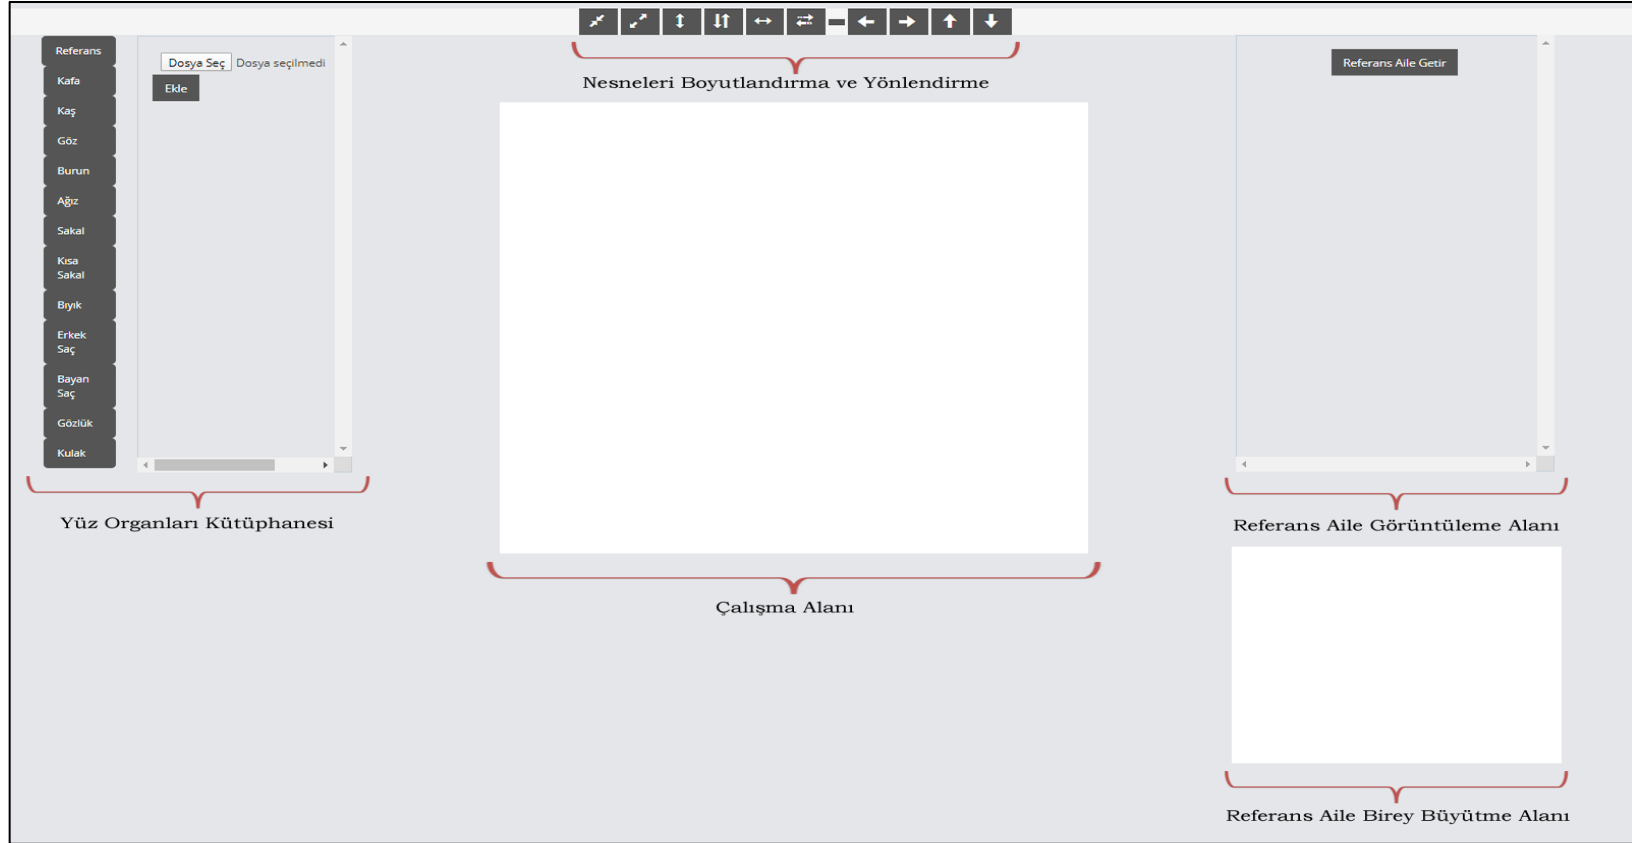 Referans
Kafa
Kaş
Göz
Burun
Ağız
Sakal
Kısa
Sakal
Bıyık
Erkek
Saç
Bayan
Saç
Gözlük
Kulak
Dosya Seç Dosya seçilmedi
Ekle
Yüz Organları Kütüphanesi
Nesneleri Boyutlandırma ve Yönlendirme
Çalışma Alanı
Referans Aile Getir
Referans Aile Görüntüleme Alanı
Referans Aile Birey Büyütme Alanı